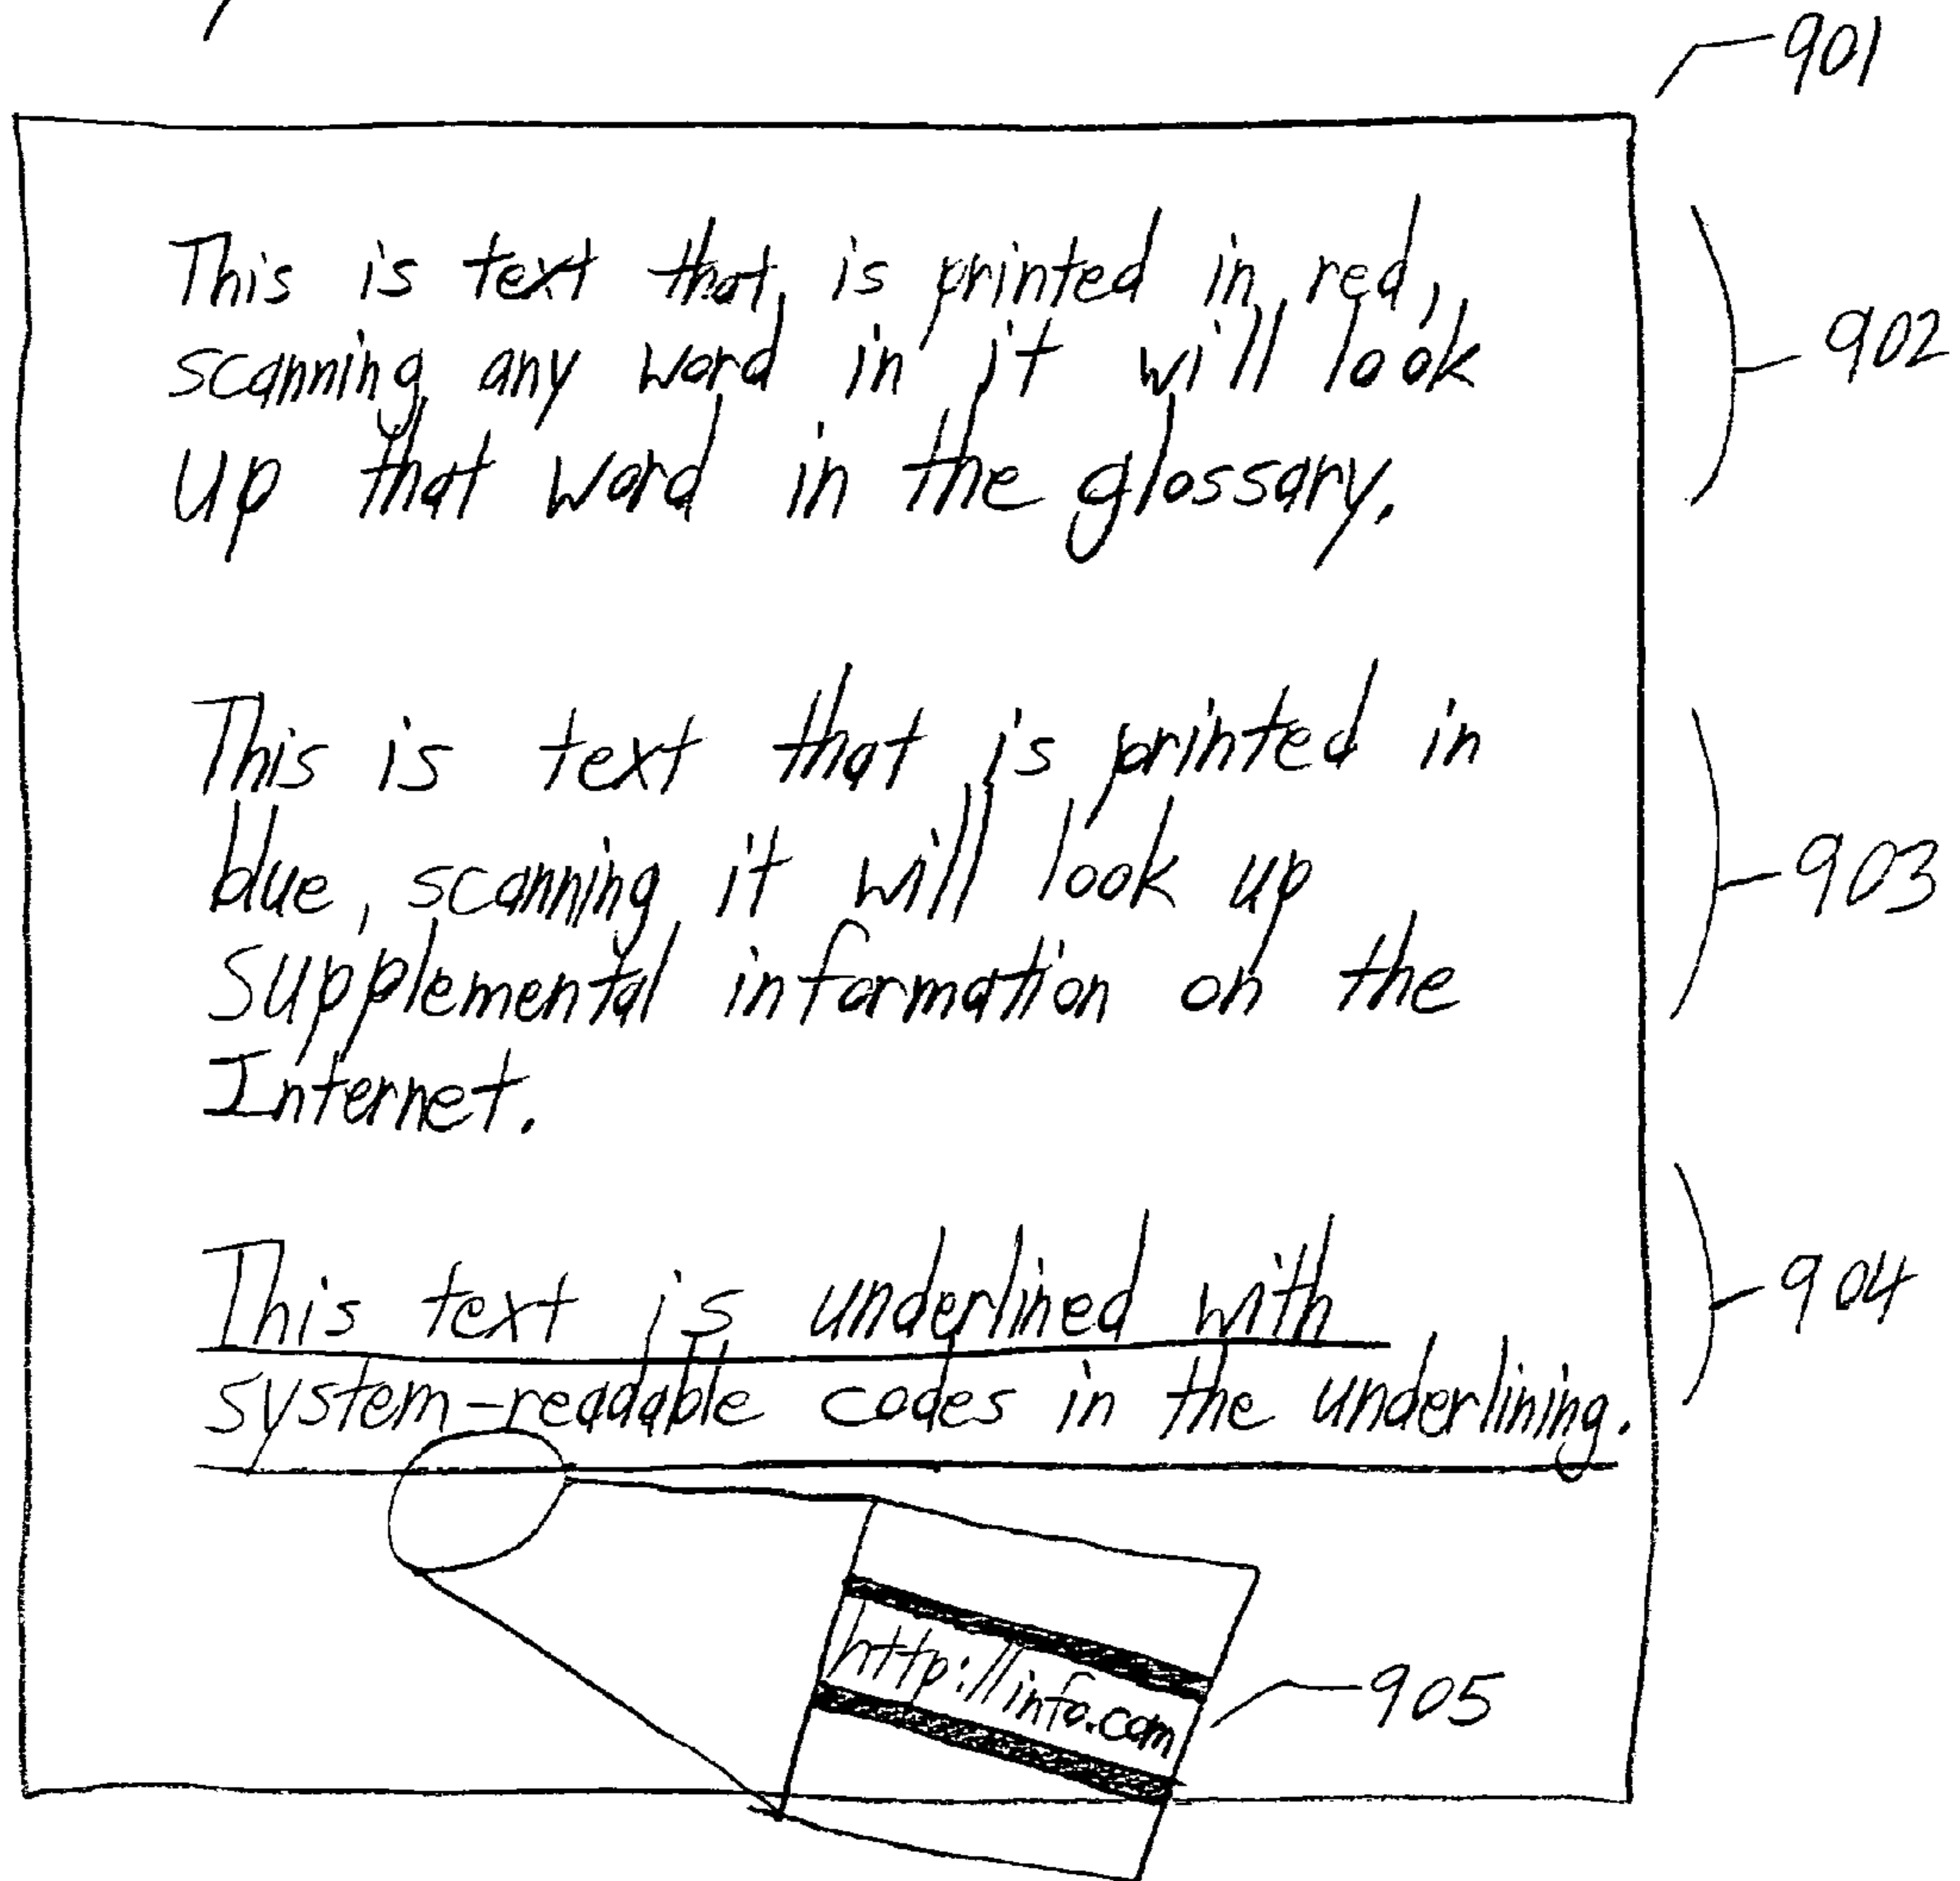 901
This is text that is printed in red,
scanning any word in it will look
up that word in the glossary.
902
This is text that is printed in
blue, scanning it will look up
supplemental information on the
Internet.
903
This text is underlined with
system-readable codes in the underlining.
904
http://info.com
905